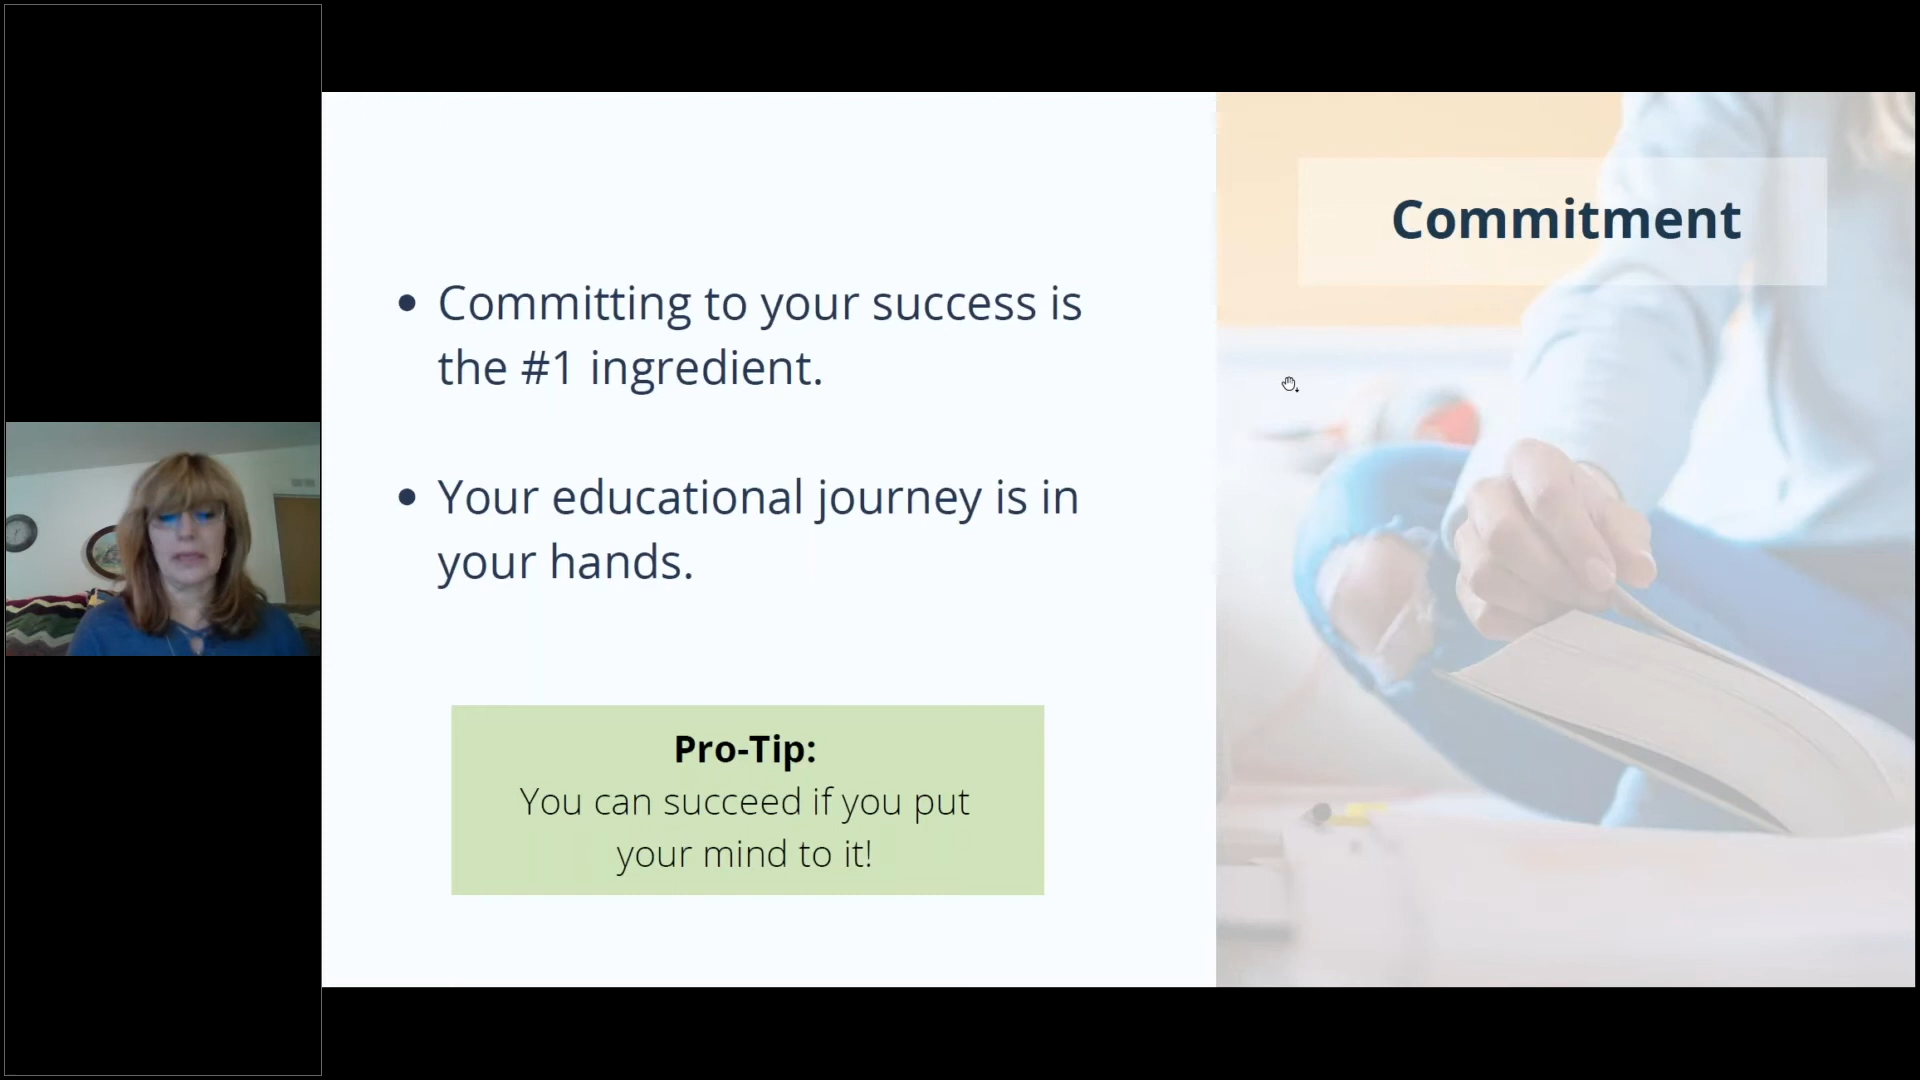 Commitment
• Committing to your success is
the #1 ingredient.
• Your educational journey is in
your hands.
Pro-Tip:
You can succeed if you put
your mind to it!